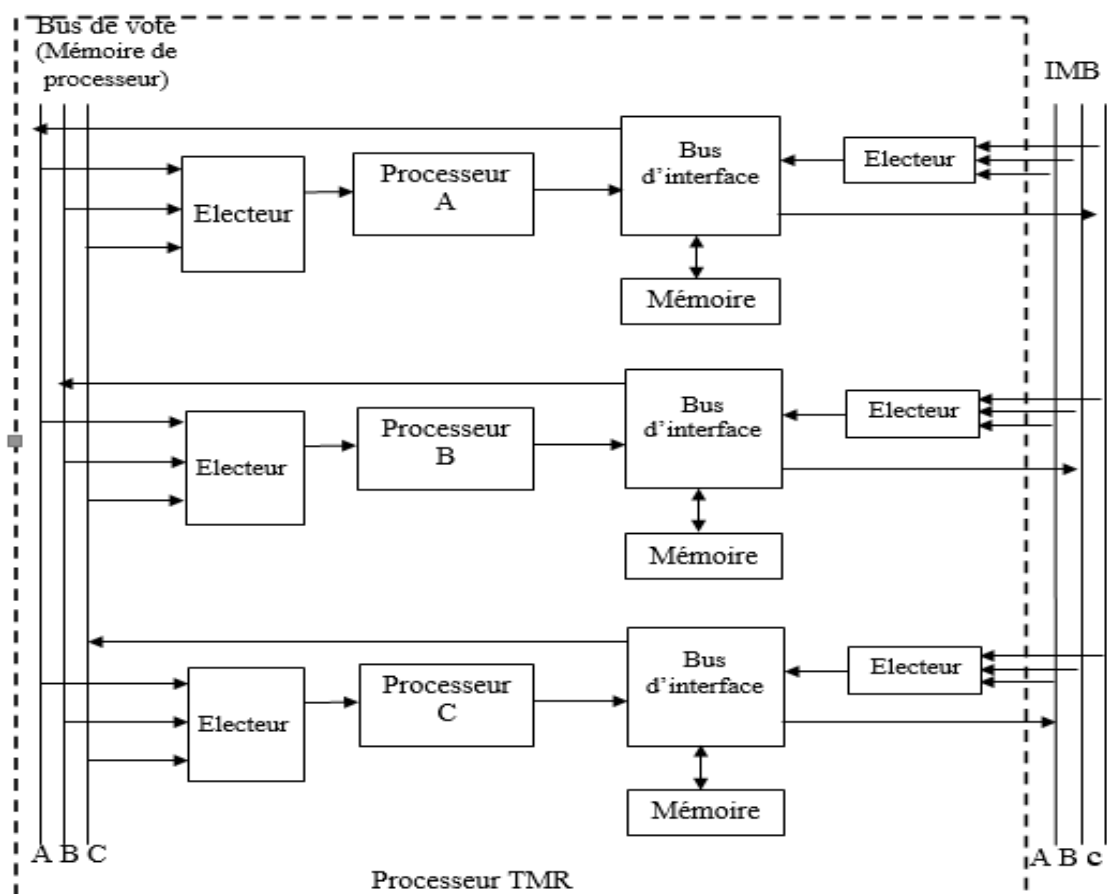 Bus de vote
(Mémoire de
processeur)
IMB
Electeur
Processeur
A
Bus
d'interface
Electeur
Mémoire
Electeur
Processeur
B
Bus
d'interface
Electeur
Mémoire
Electeur
Processeur
C
Bus
d'interface
Electeur
Mémoire
A B C
A B c
Processeur TMR